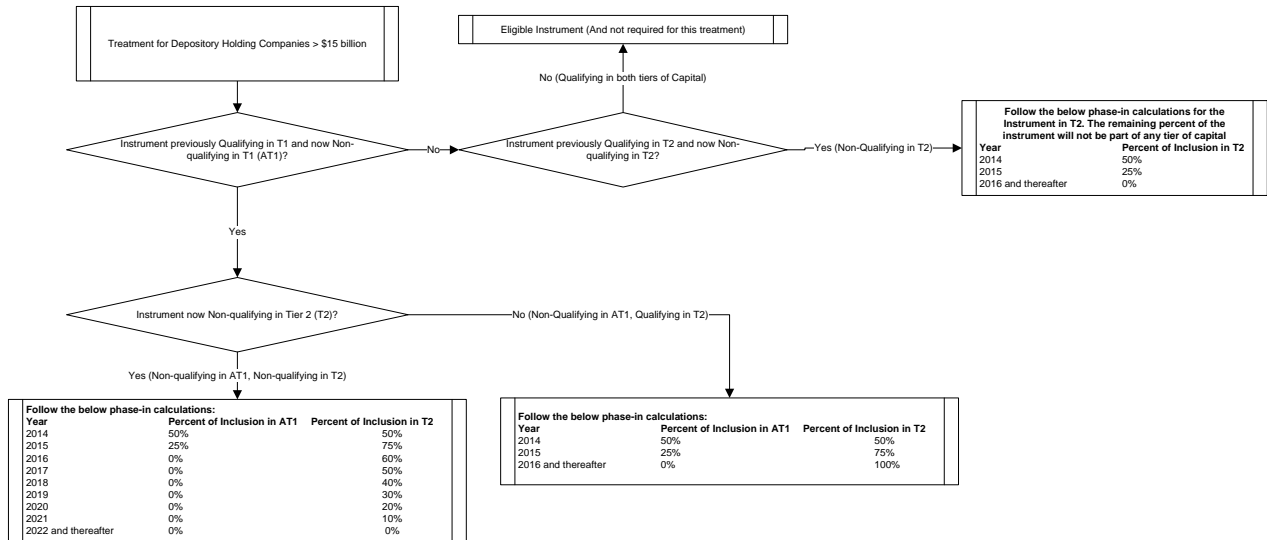 Treatment for Depository Holding Companies > $15 billion
Eligible Instrument (And not required for this treatment)
No (Qualifying in both tiers of Capital)
Instrument previously Qualifying in T1 and now Non-
qualifying in T1 (AT1)?
No
Instrument previously Qualifying in T2 and now Non-
qualifying in T2?
Yes (Non-Qualifying in T2)
Follow the below phase-in calculations for the
Instrument in T2. The remaining percent of the
instrument will not be part of any tier of capital
Year Percent of Inclusion in T2
2014 50%
2015 25%
2016 and thereafter 0%
Yes
Instrument now Non-qualifying in Tier 2 (T2)?
No (Non-Qualifying in AT1, Qualifying in T2)
Yes (Non-qualifying in AT1, Non-qualifying in T2)
Follow the below phase-in calculations:
Year Percent of Inclusion in AT1 Percent of Inclusion in T2
2014 50% 50%
2015 25% 75%
2016 0% 60%
2017 0% 50%
2018 0% 40%
2019 0% 30%
2020 0% 20%
2021 0% 10%
2022 and thereafter 0% 0%
Follow the below phase-in calculations:
Year Percent of Inclusion in AT1 Percent of Inclusion in T2
2014 50% 50%
2015 25% 75%
2016 and thereafter 0% 100%